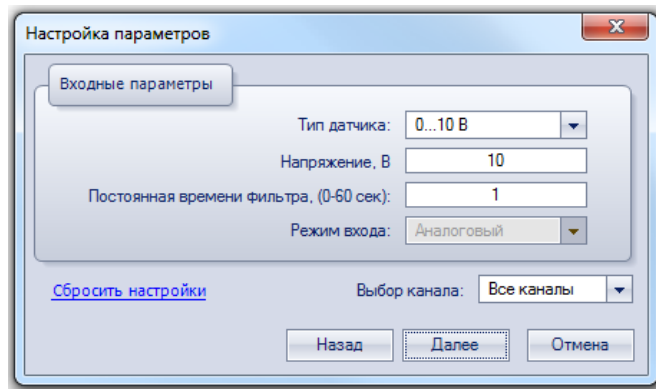 Настройка параметров
Входные параметры
Тип датчика: 0...10 В
Напряжение, В 10
Постоянная времени фильтра, (0-60 сек): 1
Режим входа: Аналоговый
Сбросить настройки Выбор канала: Все каналы
Назад Далее Отмена